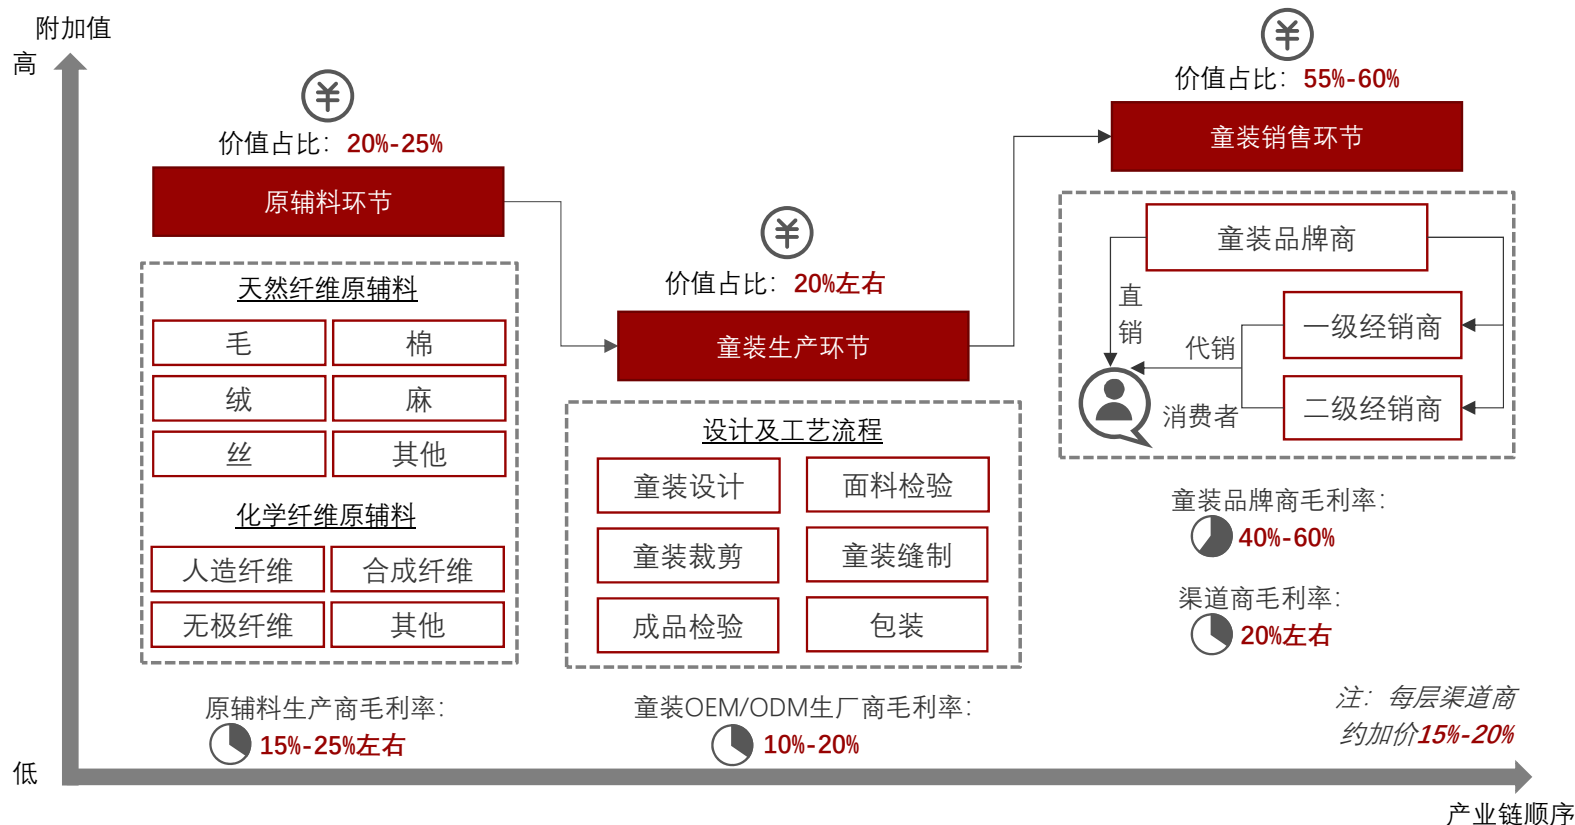 附加值
高
价值占比：20%-25%
原辅料环节
天然纤维原辅料
毛
棉
绒
麻
丝
其他
化学纤维原辅料
人造纤维
合成纤维
无极纤维
其他
原辅料生产商毛利率：
15%-25%左右
价值占比：20%左右
童装生产环节
设计及工艺流程
童装设计
面料检验
童装裁剪
童装缝制
成品检验
包装
童装OEM/ODM生厂商毛利率：
10%-20%
价值占比：55%-60%
童装销售环节
童装品牌商
直
销
一级经销商
代销
二级经销商
消费者
童装品牌商毛利率：
40%-60%
渠道商毛利率：
20%左右
注：每层渠道商
约加价15%-20%
低
产业链顺序